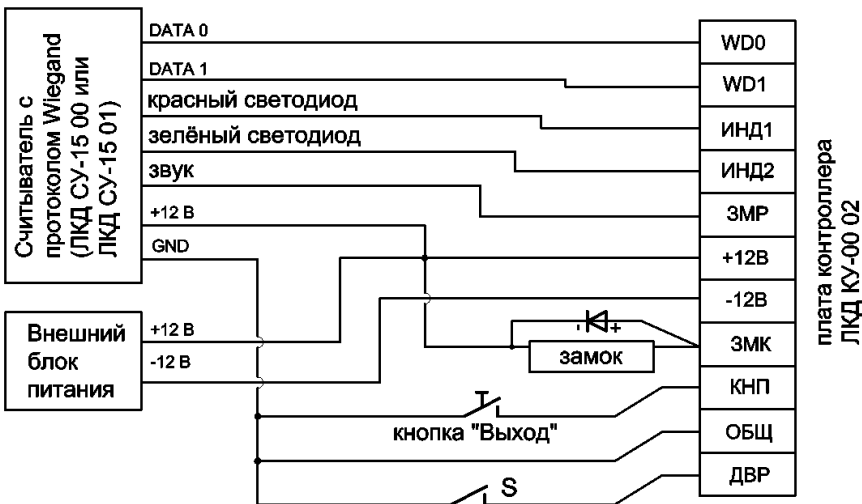 Считыватель с
протоколом Wiegand
(ЛКД СУ-15 00 или
ЛКД СУ-15 01)
DATA 0
DATA 1
красный светодиод
зелёный светодиод
звук
+12 В
GND
Внешний
блок
питания
+12 В
-12 В
- +
замок
кнопка "Выход"
S
WD0
WD1
ИНД1
ИНД2
ЗМР
+12В
-12В
ЗМК
КНП
ОБЩ
ДВР
плата контроллера
ЛКД КУ-00 02